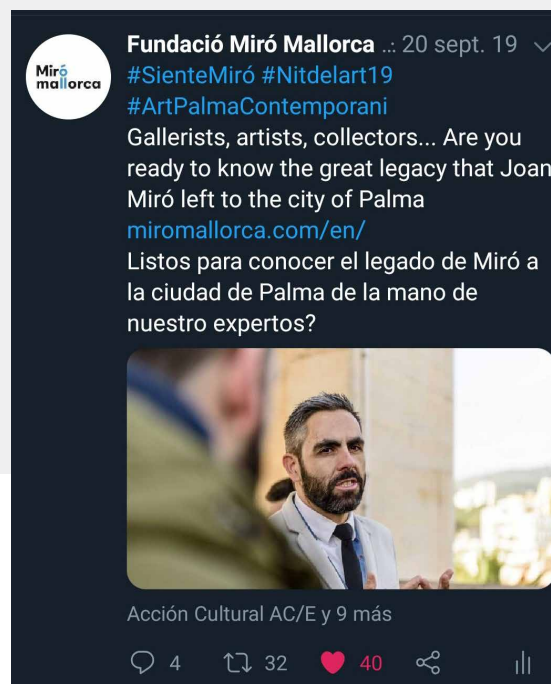 Miró
mallorca
Fundació Miró Mallorca ..: 20 sept. 19
#SienteMiró #Nitdelart19
#ArtPalmaContemporani
Gallerists, artists, collectors... Are you
ready to know the great legacy that Joan
Miró left to the city of Palma
miromallorca.com/en/
Listos para conocer el legado de Miró a
la ciudad de Palma de la mano de
nuestro expertos?
Acción Cultural AC/E y 9 más
4 32 40